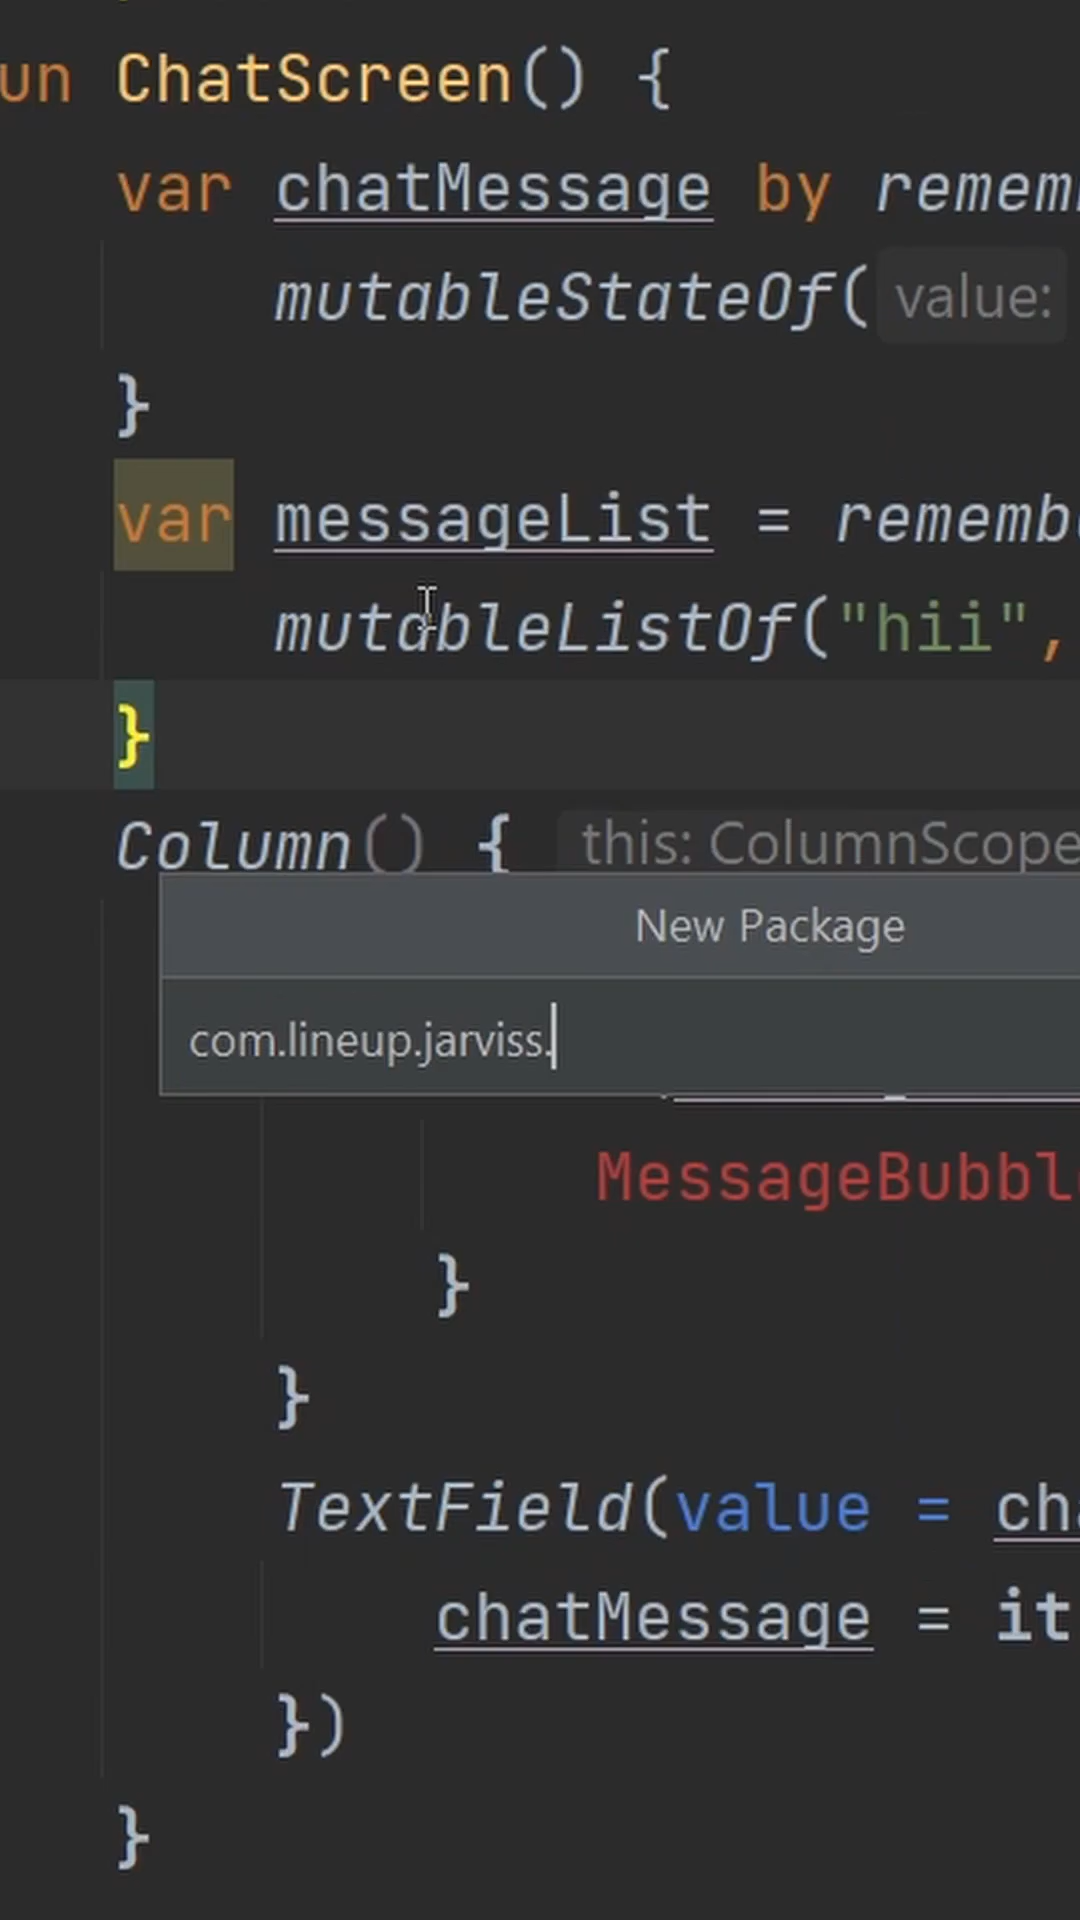 un ChatScreen() {
var chatMessage by remem
mutableStateOf( value:
}
var messageList = rememb
mutableListOf("hii",
}
Column() { this: ColumnScope
New Package
com.lineup.jarviss.
MessageBubbl
}
}
TextField(value = cha
chatMessage = it
})
}